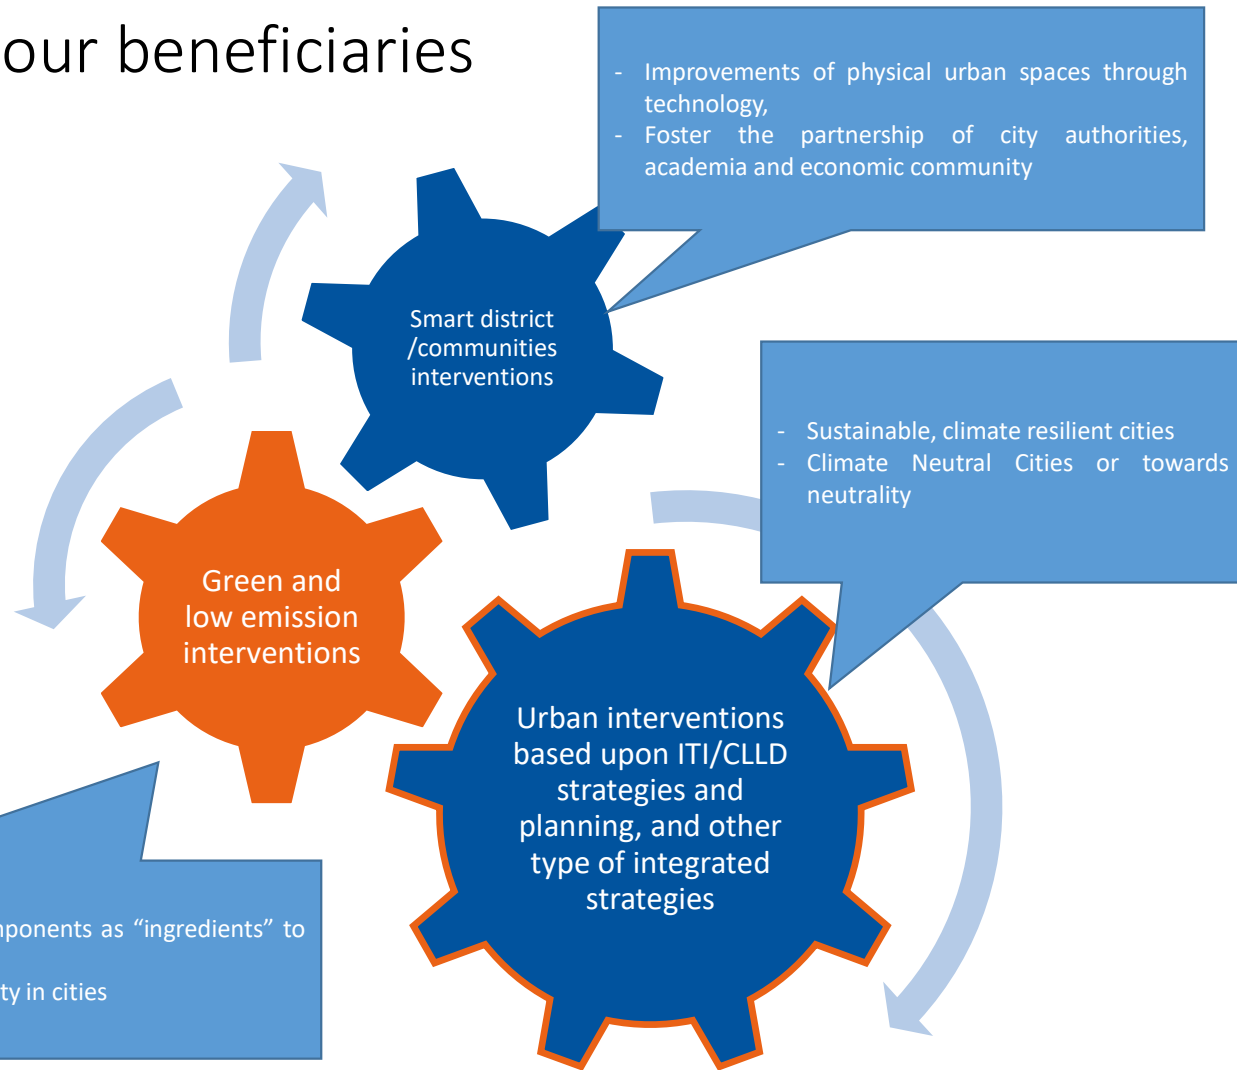 our beneficiaries
- Improvements of physical urban spaces through
technology,
- Foster the partnership of city authorities,
academia and economic community
Smart district
/communities
interventions
- Sustainable, climate resilient cities
- Climate Neutral Cities or towards
neutrality
Green and
low emission
interventions
Urban interventions
based upon ITI/CLLD
strategies and
planning, and other
type of integrated
strategies
as “ingredients” to
in cities